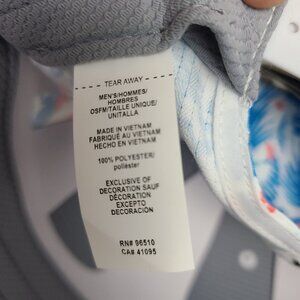 TEAR AWAY
MEN'S/HOMMES/
HOMBRES
OSFM/TAILLE UNIQUE/
UNITALLA
MADE IN VIETNAM
FABRIQUÉ AU VIETNAM
HECHO EN VIETNAM
100% POLYESTER/
poliéster
EXCLUSIVE OF
DECORATION SAUF
DÉCORATION
EXCEPTO
DECORACIÓN
RN# 96510
CA# 41095